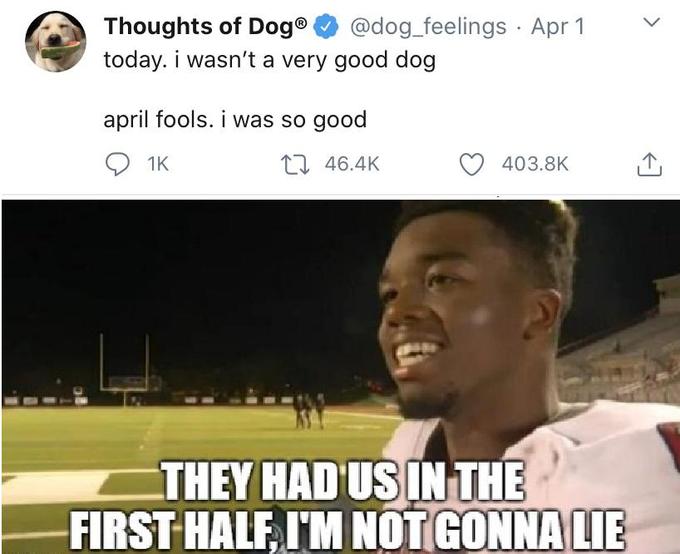 Thoughts of Dog® @dog_feelings · Apr 1
today. i wasn't a very good dog
april fools. i was so good
1K 46.4K 403.8K
THEY HAD US IN THE
FIRST HALF, I'M NOT GONNA LIE